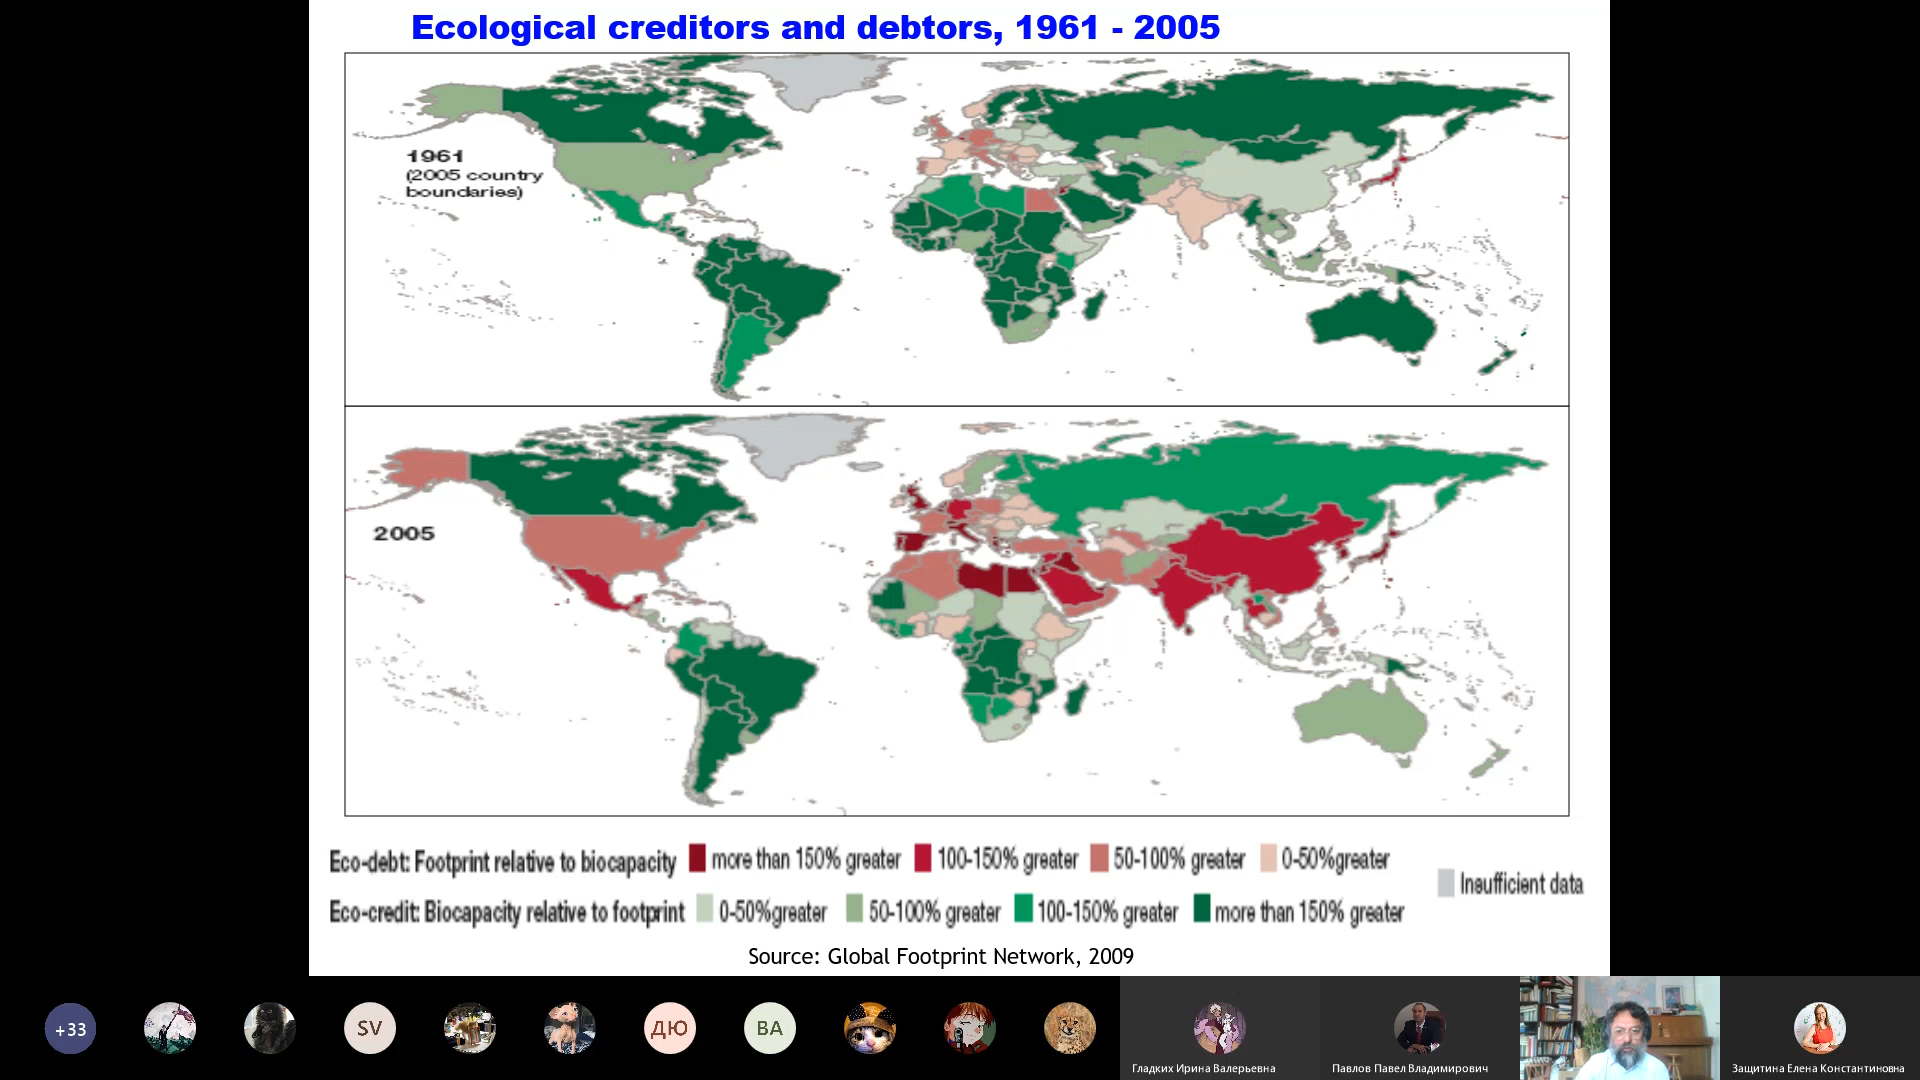 Ecological creditors and debtors, 1961 - 2005
1961
(2005 country
boundaries)
2005
Eco-debt: Footprint relative to biocapacity more than 150% greater 100-150% greater 50-100% greater 0-50%greater
Insufficient data
Eco-credit: Biocapacity relative to footprint 0-50%greater 50-100% greater 100-150% greater more than 150% greater
Source: Global Footprint Network, 2009
+33
SV
ДЮ
BA
Гладких Ирина Валерьевна
Павлов Павел Владимирович
Защитина Елена Константиновна